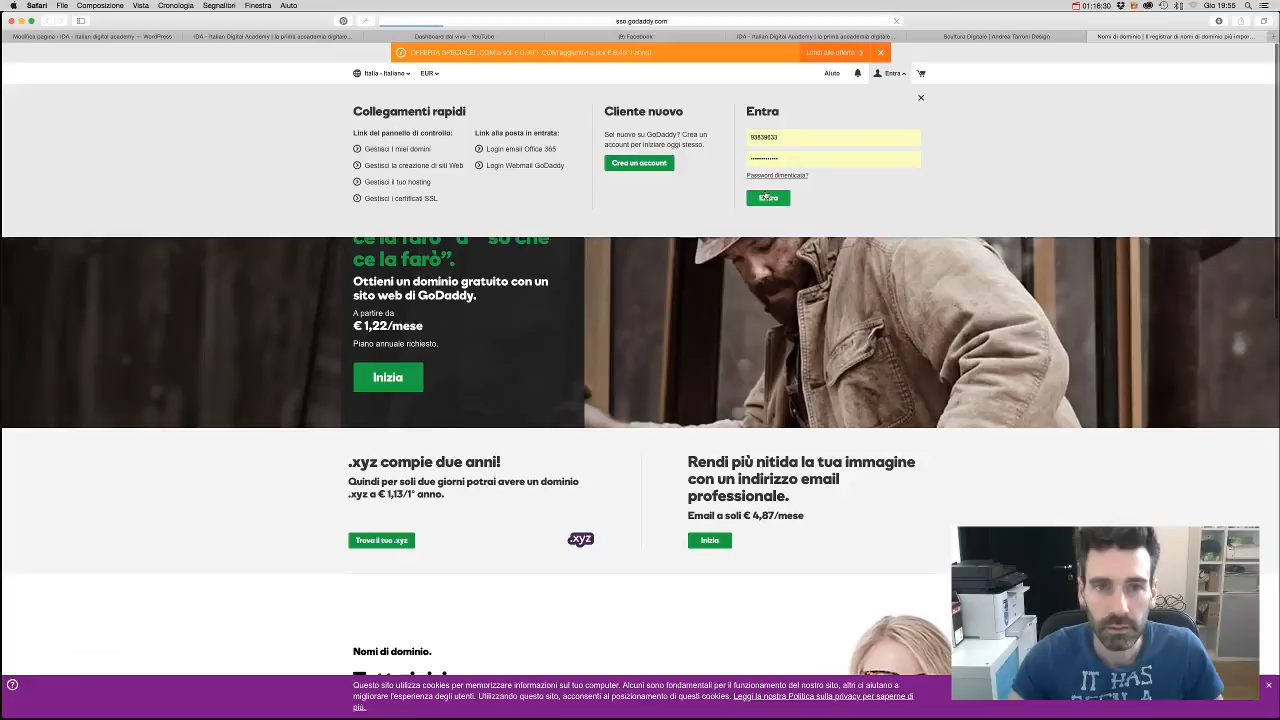 Safari File Composizione Vista Cronologia Segnalibri Finestra Aiuto
01:16:30
Gio 19:55
sso.godaddy.com
Modifica pagina - IDA - Italian digital academy — WordPress
IDA - Italian Digital Academy | la prima accademia digitale...
Dashboard dal vivo - YouTube
(9) Facebook
IDA - Italian Digital Academy | la prima accademia digitale...
Scultura Digitale | Andrea Tarroni Design
Nomi di dominio | Il registrar di nomi di dominio più impor...
OFFERTA SPECIALE! .COM a soli € 0,99*! .COM aggiuntivi a soli € 8,49* l'anno!
Limiti alle offerte
Italia - Italiano
EUR
Aiuto
Entra
Collegamenti rapidi
Link del pannello di controllo:
Gestisci i miei domini
Gestisci la creazione di siti Web
Gestisci il tuo hosting
Gestisci i certificati SSL
Link alla posta in entrata:
Login email Office 365
Login Webmail GoDaddy
Cliente nuovo
Sei nuovo su GoDaddy? Crea un
account per iniziare oggi stesso.
Crea un account
Entra
93839633
Password dimenticata?
Entra
ce la farò" a "so che
ce la farò".
Ottieni un dominio gratuito con un
sito web di GoDaddy.
A partire da
€ 1,22/mese
Piano annuale richiesto.
Inizia
.xyz compie due anni!
Quindi per soli due giorni potrai avere un dominio
.xyz a € 1,13/1° anno.
Trova il tuo .xyz
.xyz
Rendi più nitida la tua immagine
con un indirizzo email
professionale.
Email a soli € 4,87/mese
Inizia
Nomi di dominio.
Questo sito utilizza cookies per memorizzare informazioni sul tuo computer. Alcuni sono fondamentali per il funzionamento del nostro sito, altri ci aiutano a
migliorare l'esperienza degli utenti. Utilizzando questo sito, acconsenti al posizionamento di questi cookies. Leggi la nostra Politica sulla privacy per saperne di
più.
IT HAS